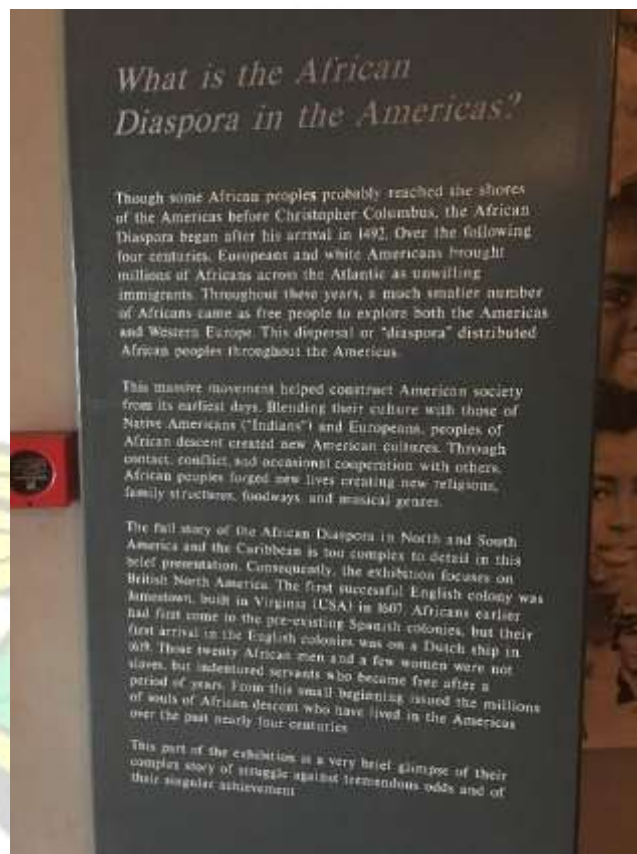 What is the African
Diaspora in the Americas?
Though some African peoples probably reached the shores
of the Americas before Christopher Columbus, the African
Diaspora began after his arrival in 1492. Over the following
four centuries, Europeans and white Americans brought
millions of Africans across the Atlantic as unwilling
immigrants. Throughout these years, a much smaller number
of Africans came as free people to explore both the Americas
and Western Europe. This dispersal or "diaspora" distributed
African peoples throughout the Americas.
This massive movement helped construct American society
from its earliest days. Blending their culture with those of
Native Americans ("Indians") and Europeans, peoples of
African descent created new American cultures. Through
contact, conflict, and occasional cooperation with others,
African peoples forged new lives creating new religions,
family structures, foodways, and musical genres.
The full story of the African Diaspora in North and South
America and the Caribbean is too complex to detail in this
brief presentation. Consequently, the exhibition focuses on
British North America. The first successful English colony was
Jamestown, built in Virginia (USA) in 1607. Africans earlier
had first come to the pre-existing Spanish colonies, but their
first arrival in the English colonies was on a Dutch ship in
1619. Those twenty African men and a few women were not
slaves, but indentured servants who became free after a
period of years. From this small beginning issued the millions
of souls of African descent who have lived in the Americas
over the past nearly four centuries.
This part of the exhibition is a very brief glimpse of their
complex story of struggle against tremendous odds and of
their singular achievement